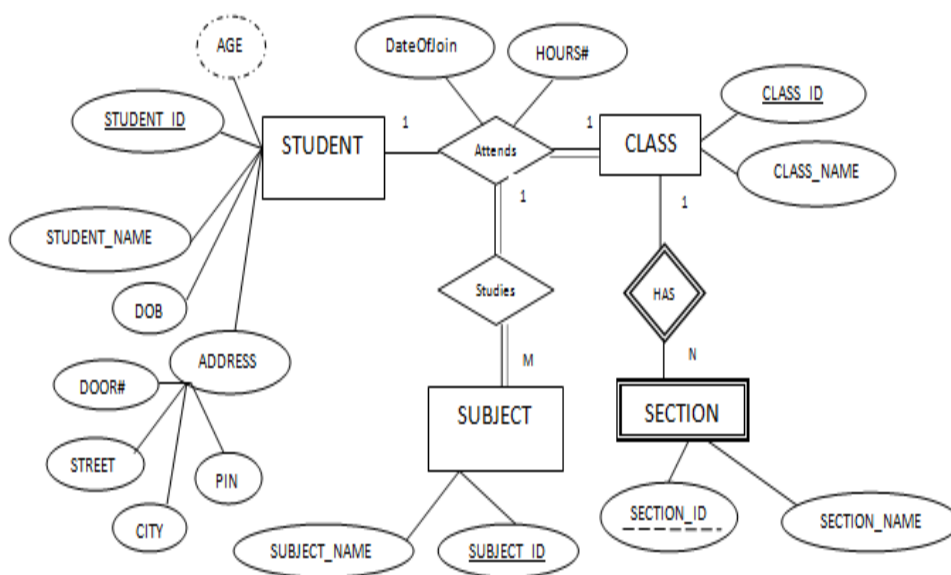 AGE
DateOfJoin
HOURS#
STUDENT_ID
CLASS_ID
STUDENT
1
Attends
1
CLASS
CLASS_NAME
1
1
STUDENT_NAME
Studies
HAS
DOB
ADDRESS
M
N
DOOR#
SUBJECT
SECTION
STREET
PIN
CITY
SECTION_ID
SECTION_NAME
SUBJECT_NAME
SUBJECT_ID